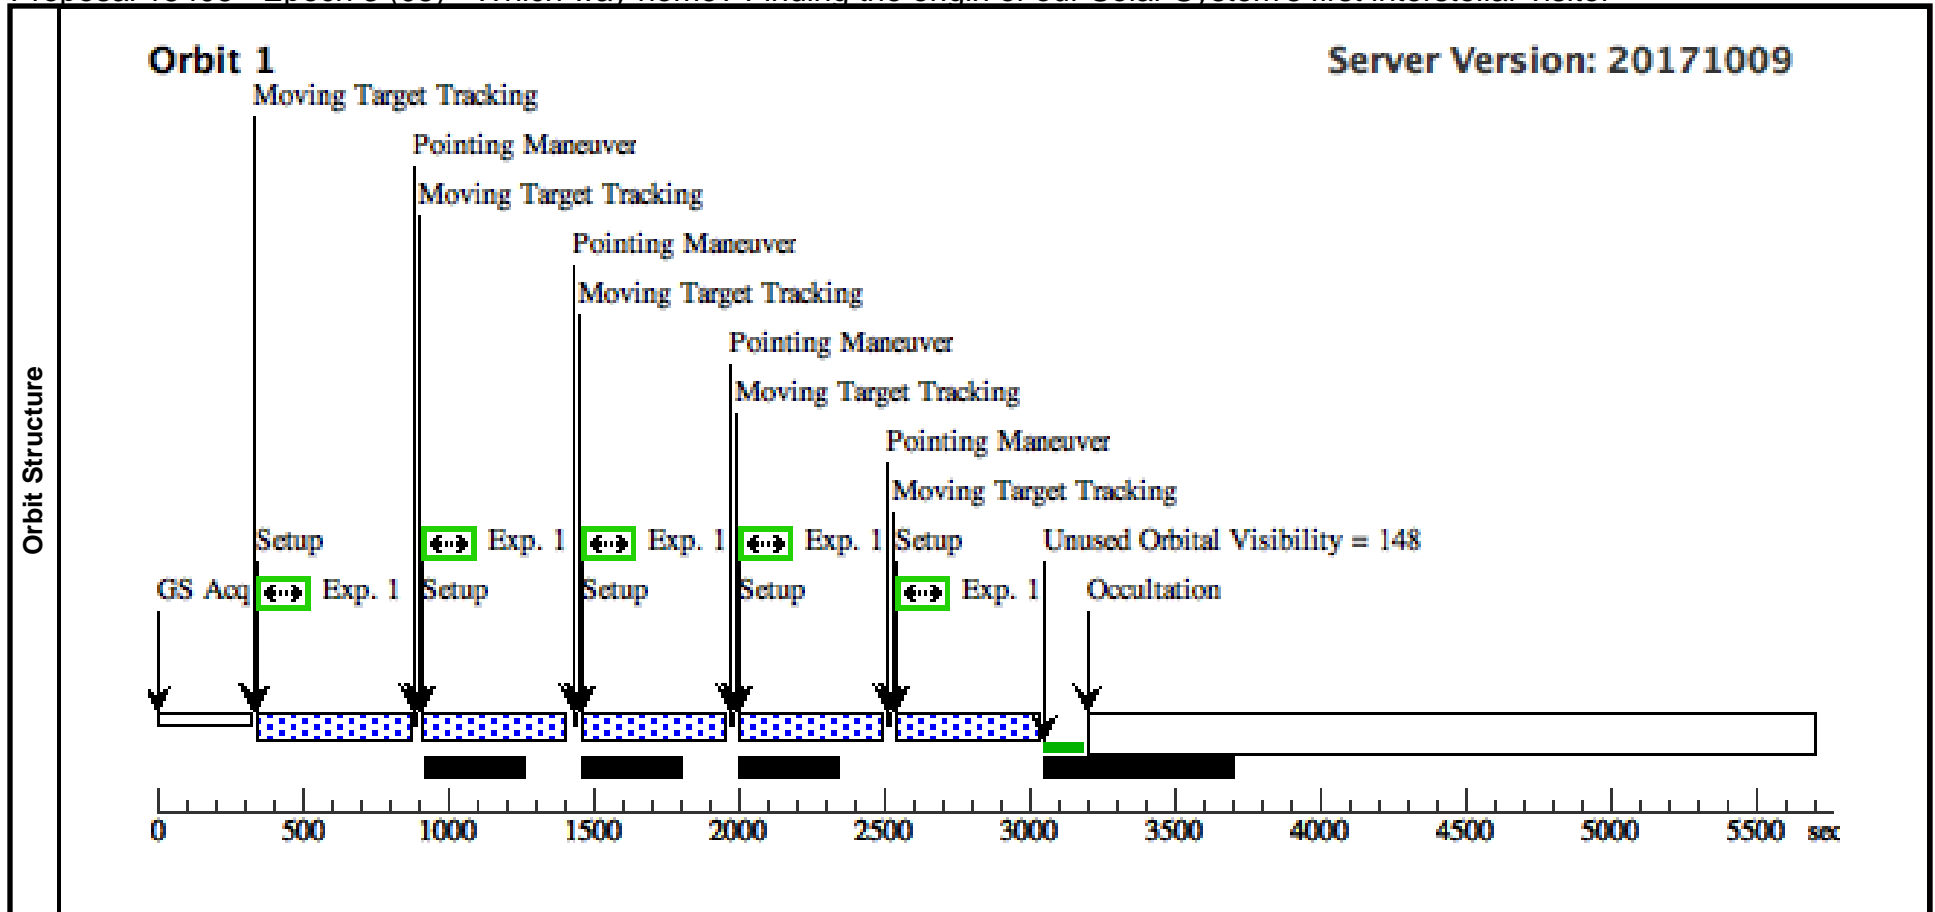 Orbit 1
Server Version: 20171009
Moving Target Tracking
Pointing Maneuver
Moving Target Tracking
Pointing Maneuver
Moving Target Tracking
Pointing Maneuver
Moving Target Tracking
Pointing Maneuver
Moving Target Tracking
Setup Exp. 1 Exp. 1 Exp. 1 Setup Unused Orbital Visibility = 148
GS Acq Exp. 1 Setup Setup Setup Exp. 1 Occultation
Orbit Structure
0 500 1000 1500 2000 2500 3000 3500 4000 4500 5000 5500 sec